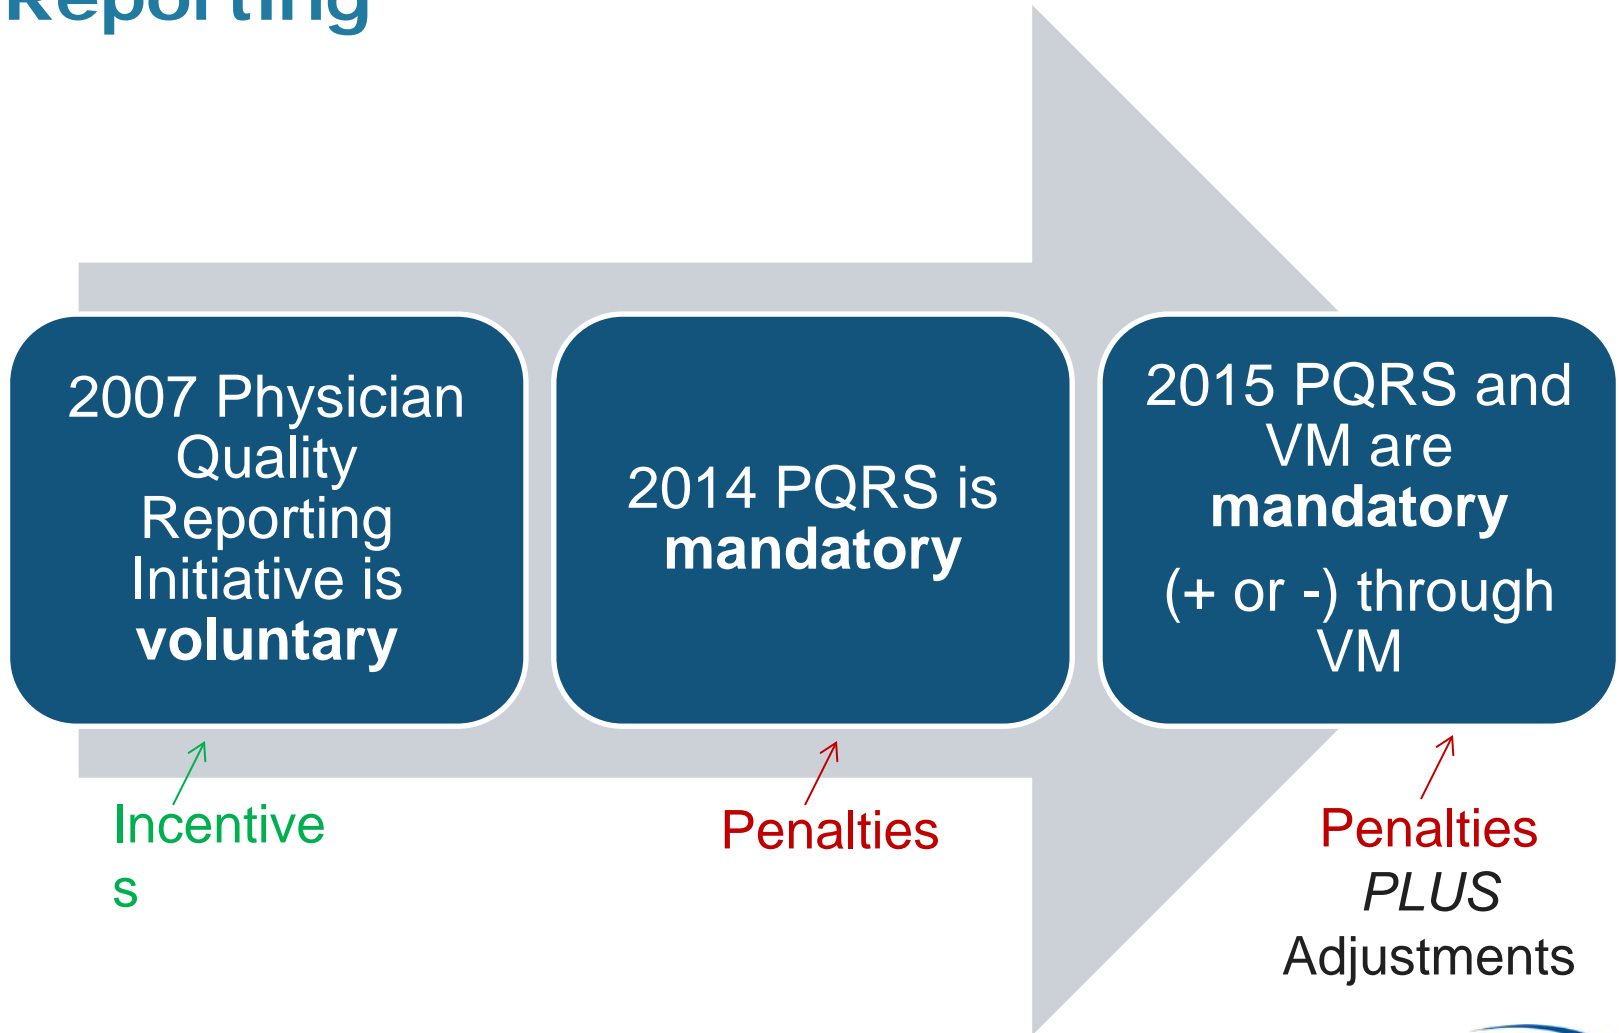 Reporting
2007 Physician
Quality
Reporting
Initiative is
voluntary
2014 PQRS is
mandatory
2015 PQRS and
VM are
mandatory
(+ or -) through
VM
Incentive
s
Penalties
Penalties
PLUS
Adjustments